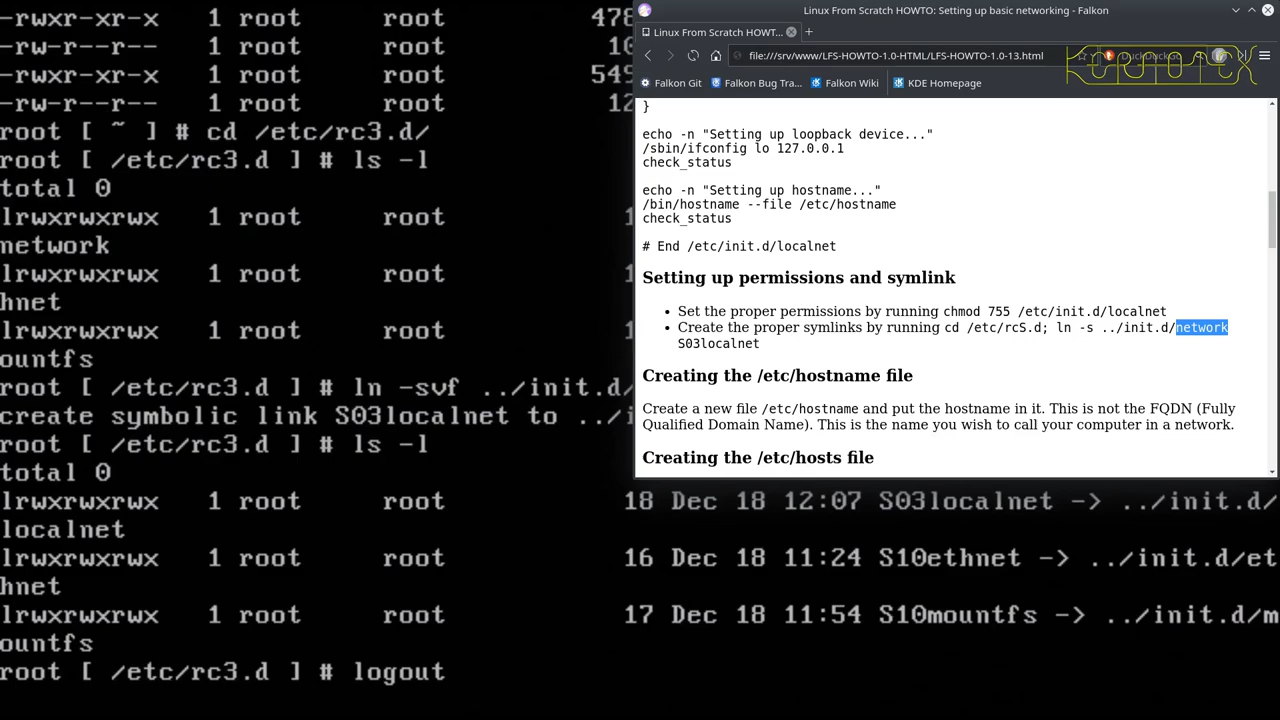 -rwxr-xr-x 1 root root 478
-rw-r--r-- 1 root root 10
-rwxr-xr-x 1 root root 549
-rw-r--r-- 1 root root 12
root [ ~ ] # cd /etc/rc3.d/
root [ /etc/rc3.d ] # ls -l
total 0
lrwxrwxrwx 1 root root 1
network
lrwxrwxrwx 1 root root 1
hnet
lrwxrwxrwx 1 root root 1
ountfs
root [ /etc/rc3.d ] # ln -svf ../init.d/
create symbolic link S03localnet to ../i
root [ /etc/rc3.d ] # ls -l
total 0
lrwxrwxrwx 1 root root 18 Dec 18 12:07 S03localnet -> ../init.d/
localnet
lrwxrwxrwx 1 root root 16 Dec 18 11:24 S10ethnet -> ../init.d/et
hnet
lrwxrwxrwx 1 root root 17 Dec 18 11:54 S10mountfs -> ../init.d/m
ountfs
root [ /etc/rc3.d ] # logout
Linux From Scratch HOWTO: Setting up basic networking - Falkon
Linux From Scratch HOWT...
file:///srv/www/LFS-HOWTO-1.0-HTML/LFS-HOWTO-1.0-13.html
Falkon Git Falkon Bug Tra... Falkon Wiki KDE Homepage
}
echo -n "Setting up loopback device..."
/sbin/ifconfig lo 127.0.0.1
check_status
echo -n "Setting up hostname..."
/bin/hostname --file /etc/hostname
check_status
# End /etc/init.d/localnet
Setting up permissions and symlink
• Set the proper permissions by running chmod 755 /etc/init.d/localnet
• Create the proper symlinks by running cd /etc/rcS.d; ln -s ../init.d/network
S03localnet
Creating the /etc/hostname file
Create a new file /etc/hostname and put the hostname in it. This is not the FQDN (Fully
Qualified Domain Name). This is the name you wish to call your computer in a network.
Creating the /etc/hosts file